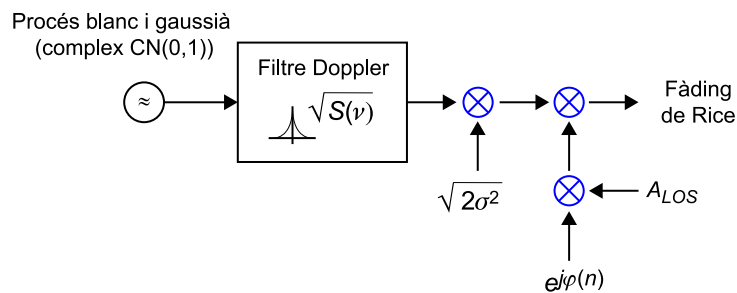 Procés blanc i gaussià
(complex CN(0,1))
Filtre Doppler
√S(ν)
≈
Fàding
de Rice
√2σ²
A_LOS
e^jφ(n)